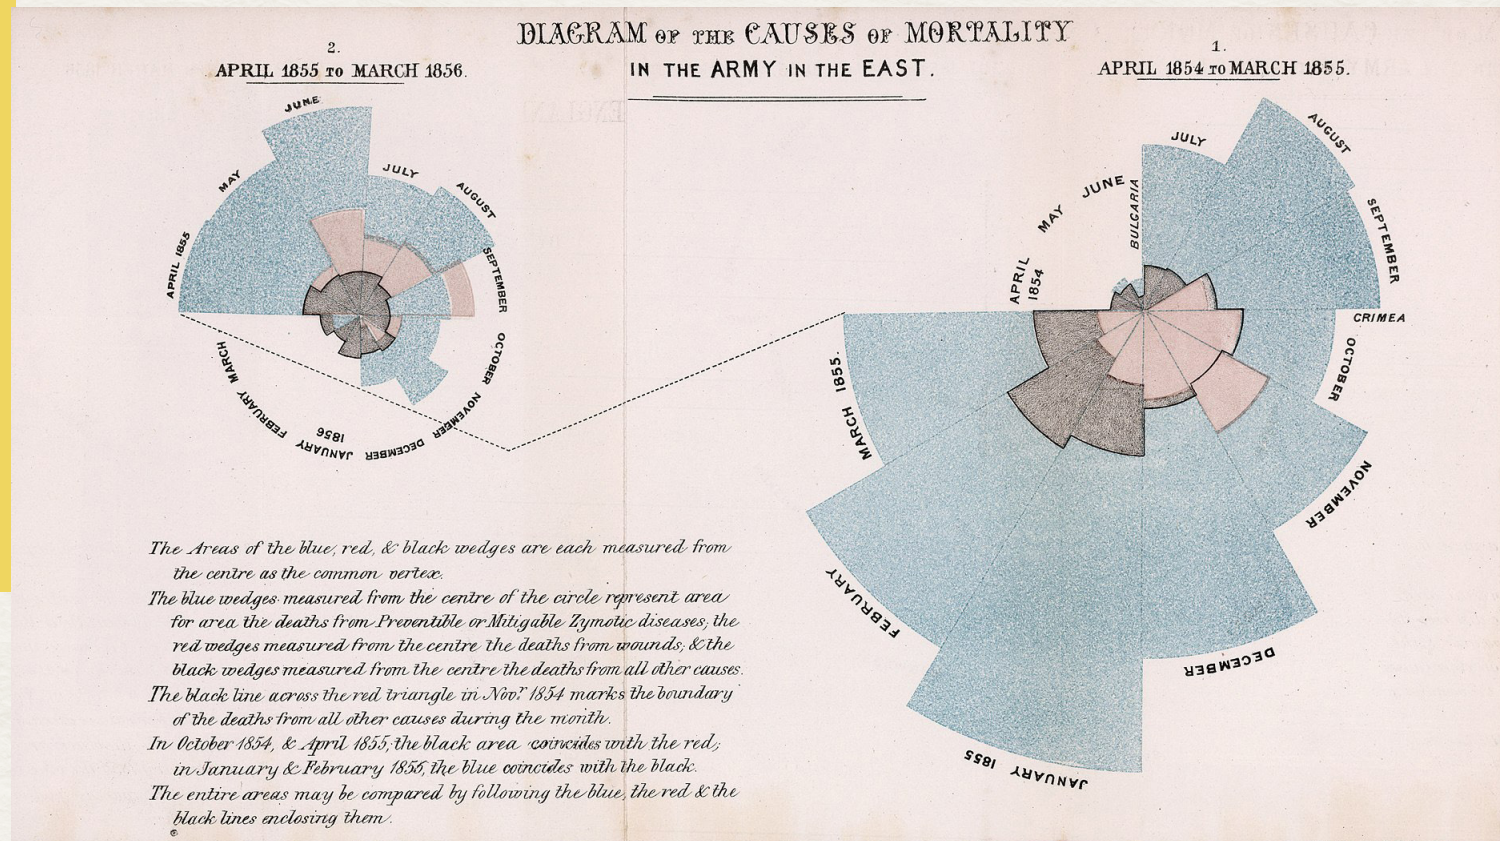 DIAGRAM OF THE CAUSES OF MORTALITY
IN THE ARMY IN THE EAST.
2.
APRIL 1855 TO MARCH 1856.
1.
APRIL 1854 TO MARCH 1855.
JUNE
MAY
JULY
AUGUST
APRIL 1855
SEPTEMBER
OCTOBER
NOVEMBER
DECEMBER
JANUARY
1856
FEBRUARY
MARCH
JULY
AUGUST
JUNE
BULGARIA
MAY
APRIL
1854
SEPTEMBER
CRIMEA
OCTOBER
NOVEMBER
DECEMBER
JANUARY 1855
FEBRUARY
MARCH 1855.
The Areas of the blue, red, & black wedges are each measured from
the centre as the common vertex.
The blue wedges measured from the centre of the circle represent area
for area the deaths from Preventible or Mitigable Zymotic diseases; the
red wedges measured from the centre the deaths from wounds; & the
black wedges measured from the centre the deaths from all other causes.
The black line across the red triangle in Nov.r 1854 marks the boundary
of the deaths from all other causes during the month.
In October 1854, & April 1855; the black area coincides with the red;
in January & February 1855, the blue coincides with the black.
The entire areas may be compared by following the blue, the red & the
black lines enclosing them.